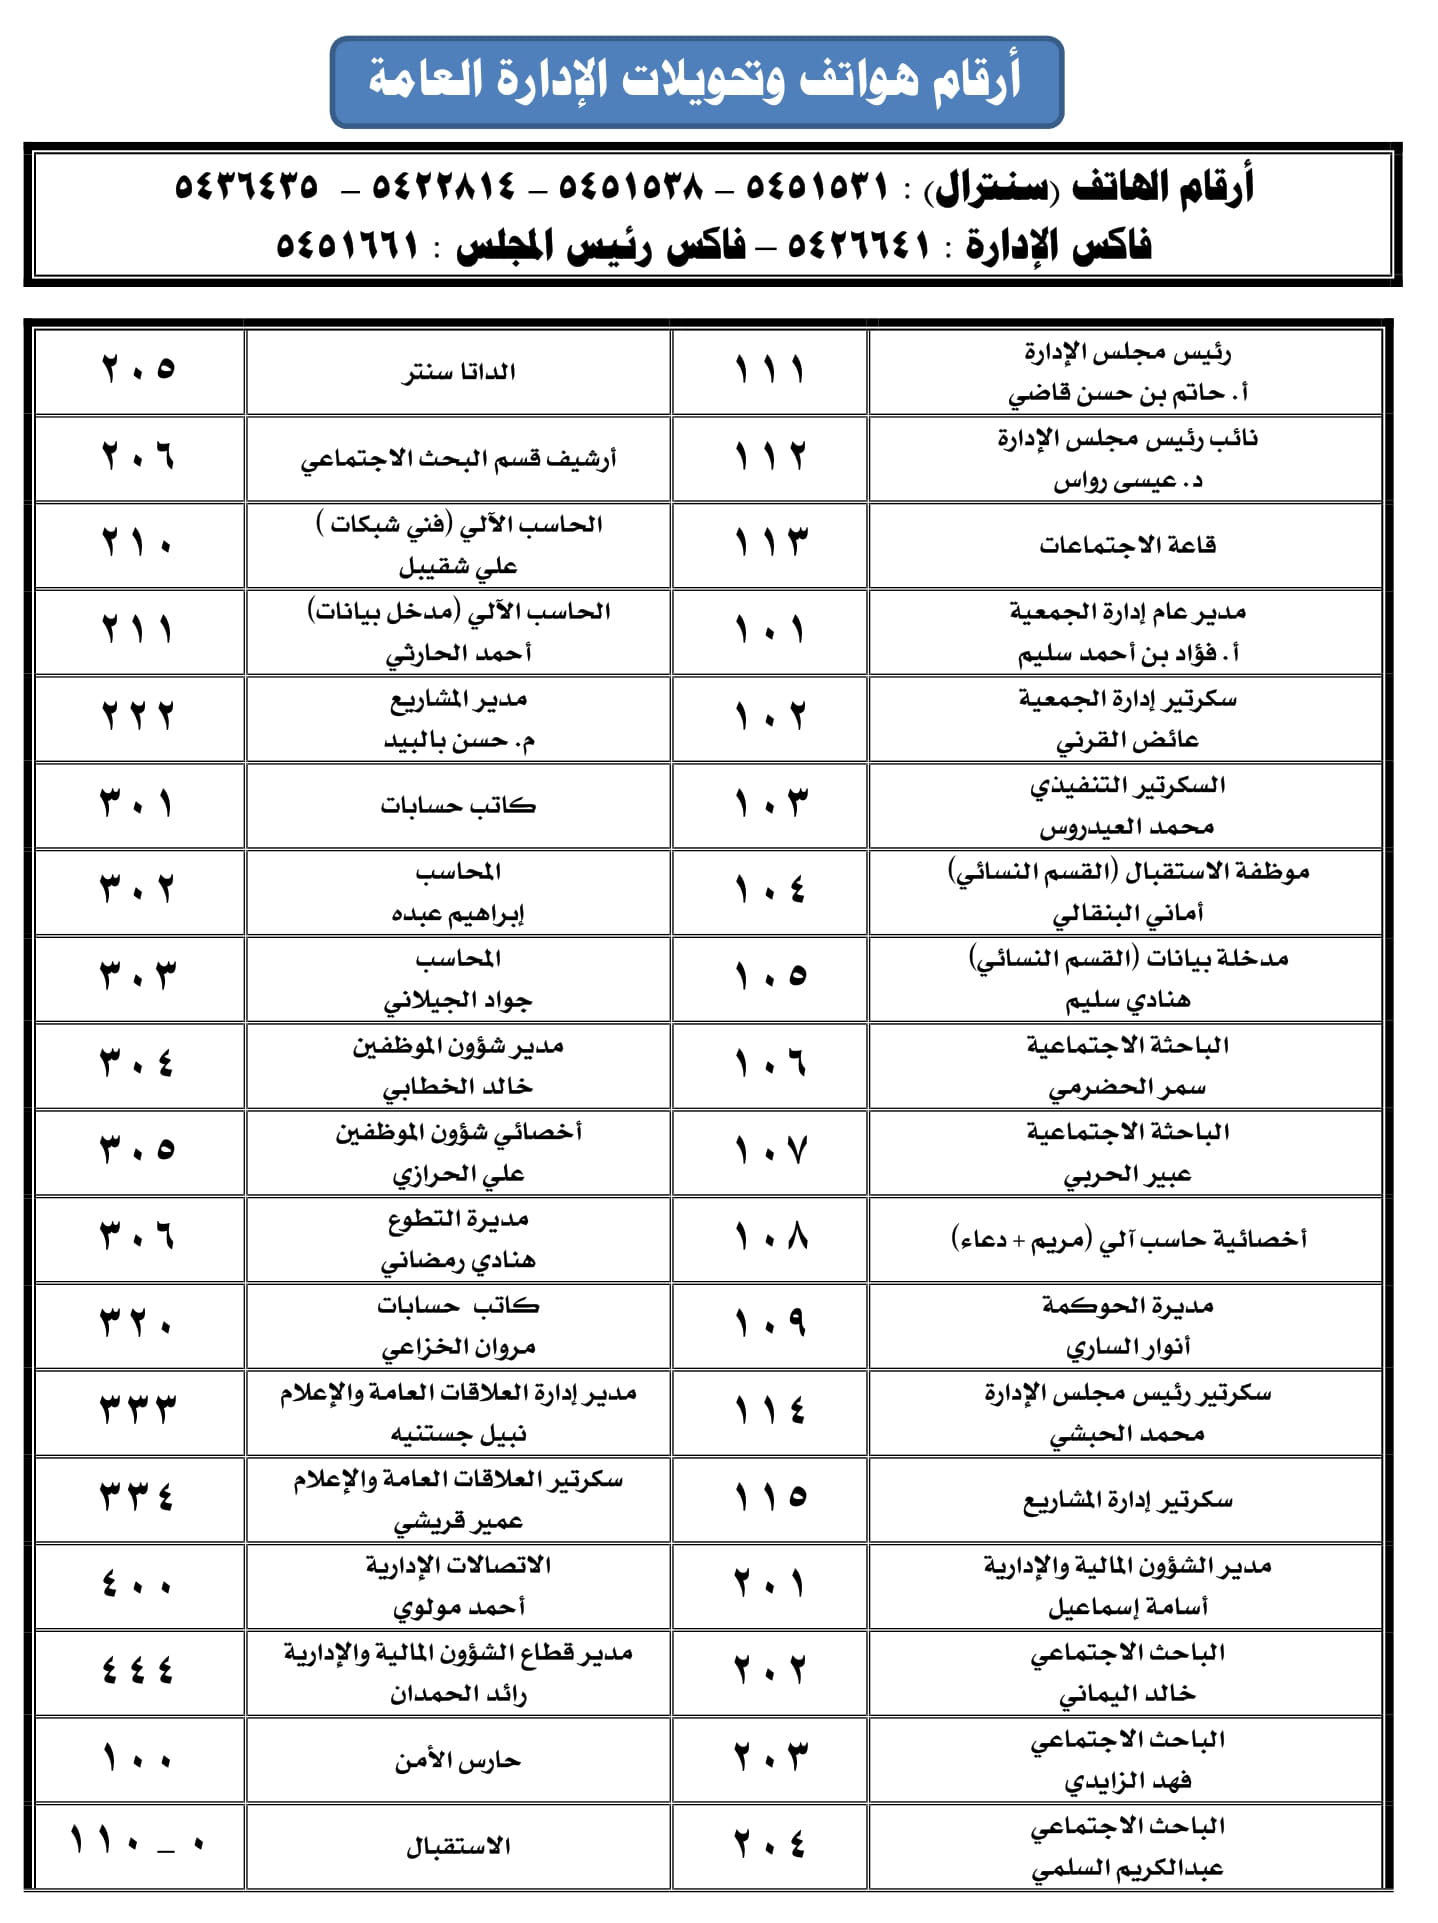 أرقام هواتف وتحويلات الإدارة العامة
أرقام الهاتف (سنترال) : ٥٤٥١٥٣١ – ٥٤٥١٥٣٨ – ٥٤٢٢٨١٤ – ٥٤٣٦٤٣٥
فاكس الإدارة : ٥٤٢٦٦٤١ – فاكس رئيس المجلس : ٥٤٥١٦٦١
رئيس مجلس الإدارة
أ. حاتم بن حسن قاضي
١١١
الداتا سنتر
٢٠٥
نائب رئيس مجلس الإدارة
د. عيسى رواس
١١٢
أرشيف قسم البحث الاجتماعي
٢٠٦
قاعة الاجتماعات
١١٣
الحاسب الآلي (فني شبكات )
علي شقيبل
٢١٠
مدير عام إدارة الجمعية
أ. فؤاد بن أحمد سليم
١٠١
الحاسب الآلي (مدخل بيانات)
أحمد الحارثي
٢١١
سكرتير إدارة الجمعية
عائض القرني
١٠٢
مدير المشاريع
م. حسن بالبيد
٢٢٢
السكرتير التنفيذي
محمد العيدروس
١٠٣
كاتب حسابات
٣٠١
موظفة الاستقبال (القسم النسائي)
أماني البنقالي
١٠٤
المحاسب
إبراهيم عبده
٣٠٢
مدخلة بيانات (القسم النسائي)
هنادي سليم
١٠٥
المحاسب
جواد الجيلاني
٣٠٣
الباحثة الاجتماعية
سمر الحضرمي
١٠٦
مدير شؤون الموظفين
خالد الخطابي
٣٠٤
الباحثة الاجتماعية
عبير الحربي
١٠٧
أخصائي شؤون الموظفين
علي الحرازي
٣٠٥
أخصائية حاسب آلي (مريم + دعاء)
١٠٨
مديرة التطوع
هنادي رمضاني
٣٠٦
مديرة الحوكمة
أنوار الساري
١٠٩
كاتب حسابات
مروان الخزاعي
٣٢٠
سكرتير رئيس مجلس الإدارة
محمد الحبشي
١١٤
مدير إدارة العلاقات العامة والإعلام
نبيل جستنيه
٣٣٣
سكرتير إدارة المشاريع
١١٥
سكرتير العلاقات العامة والإعلام
عمير قريشي
٣٣٤
مدير الشؤون المالية والإدارية
أسامة إسماعيل
٢٠١
الاتصالات الإدارية
أحمد مولوي
٤٠٠
الباحث الاجتماعي
خالد اليماني
٢٠٢
مدير قطاع الشؤون المالية والإدارية
رائد الحمدان
٤٤٤
الباحث الاجتماعي
فهد الزايدي
٢٠٣
حارس الأمن
١٠٠
الباحث الاجتماعي
عبدالكريم السلمي
٢٠٤
الاستقبال
٠ – ١١٠